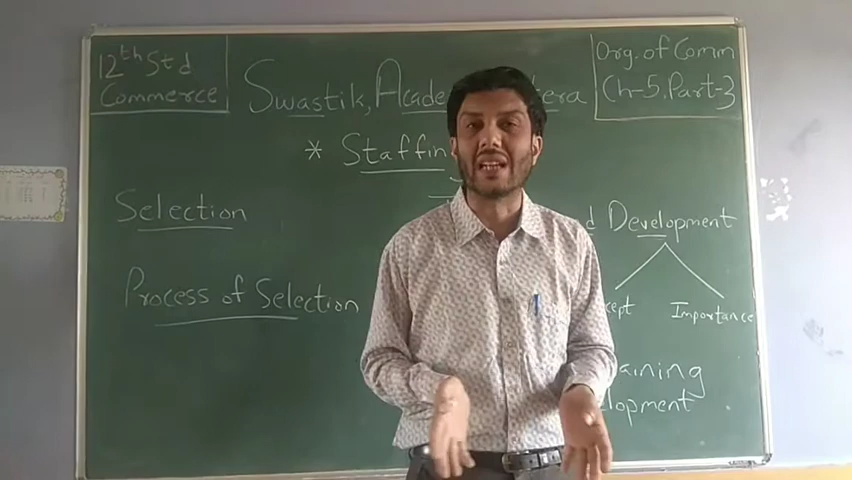 12th Std
Commerce
Swastik, Acade era
Org. of Comm
Ch-5. Part-3
* Staffin
Selection
d Development
Process of Selection
cept Importance
aining
lopment